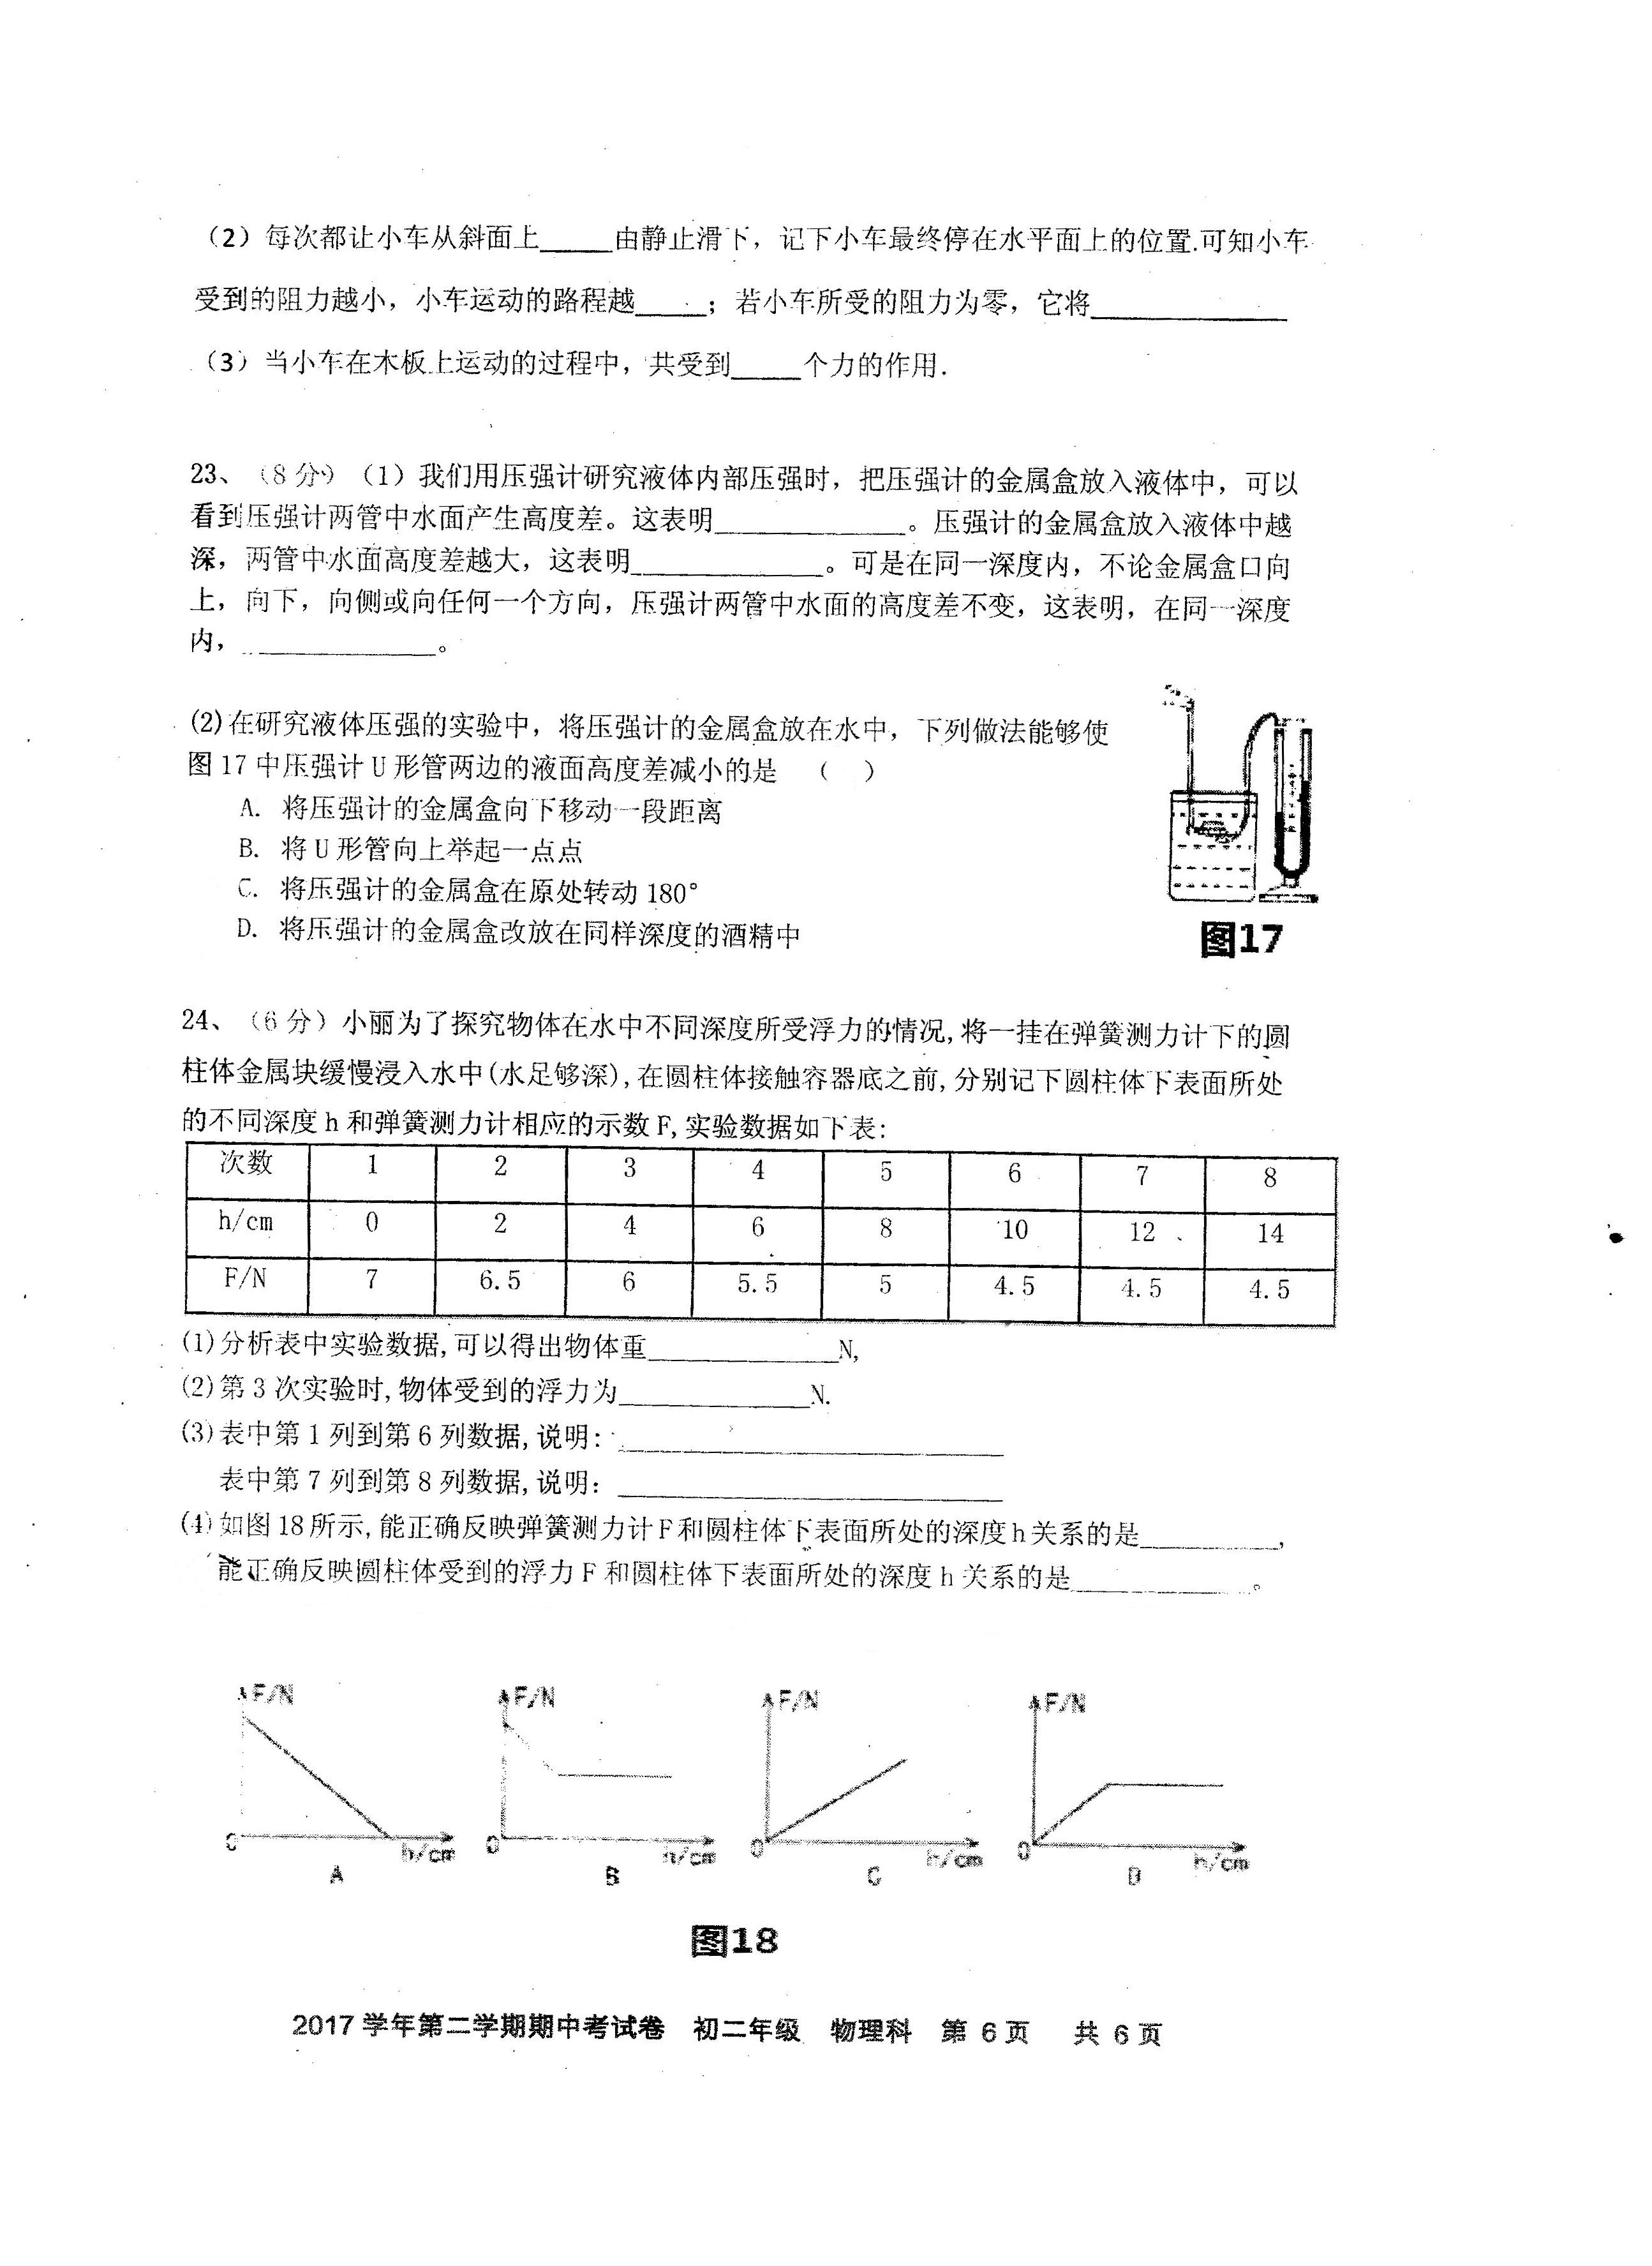 （2）每次都让小车从斜面上_____由静止滑下，记下小车最终停在水平面上的位置.可知小车
受到的阻力越小，小车运动的路程越_____；若小车所受的阻力为零，它将_____________
（3）当小车在木板上运动的过程中，共受到_____个力的作用.
23、（8分）（1）我们用压强计研究液体内部压强时，把压强计的金属盒放入液体中，可以
看到压强计两管中水面产生高度差。这表明_____________。压强计的金属盒放入液体中越
深，两管中水面高度差越大，这表明_____________。可是在同一深度内，不论金属盒口向
上，向下，向侧或向任何一个方向，压强计两管中水面的高度差不变，这表明，在同一深度
内，_____________。
(2)在研究液体压强的实验中，将压强计的金属盒放在水中，下列做法能够使
图17中压强计U形管两边的液面高度差减小的是 （ ）
A. 将压强计的金属盒向下移动一段距离
B. 将U形管向上举起一点点
C. 将压强计的金属盒在原处转动180°
D. 将压强计的金属盒改放在同样深度的酒精中
图17
24、（6分）小丽为了探究物体在水中不同深度所受浮力的情况,将一挂在弹簧测力计下的圆
柱体金属块缓慢浸入水中(水足够深),在圆柱体接触容器底之前,分别记下圆柱体下表面所处
的不同深度h和弹簧测力计相应的示数F,实验数据如下表:
次数 1 2 3 4 5 6 7 8
h/cm 0 2 4 6 8 10 12 14
F/N 7 6.5 6 5.5 5 4.5 4.5 4.5
(1)分析表中实验数据,可以得出物体重_____________N,
(2)第3次实验时,物体受到的浮力为_____________N.
(3)表中第1列到第6列数据,说明:__________________________
表中第7列到第8列数据,说明:__________________________
(4)如图18所示,能正确反映弹簧测力计F和圆柱体下表面所处的深度h关系的是_________,
能正确反映圆柱体受到的浮力F和圆柱体下表面所处的深度h关系的是____________。
F/N F/N F/N F/N
0 h/cm 0 h/cm 0 h/cm 0 h/cm
A B C D
图18
2017学年第二学期期中考试卷 初二年级 物理科 第6页 共6页